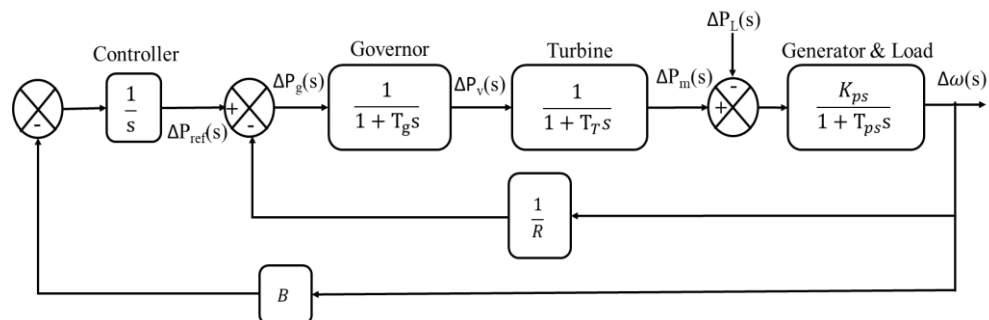 ΔP_L(s)
Controller
Governor
Turbine
Generator & Load
1/s
+
-
ΔP_ref(s)
ΔP_g(s)
1/(1 + T_g s)
ΔP_v(s)
1/(1 + T_T s)
ΔP_m(s)
-
+
K_ps/(1 + T_ps s)
Δω(s)
-
1/R
B